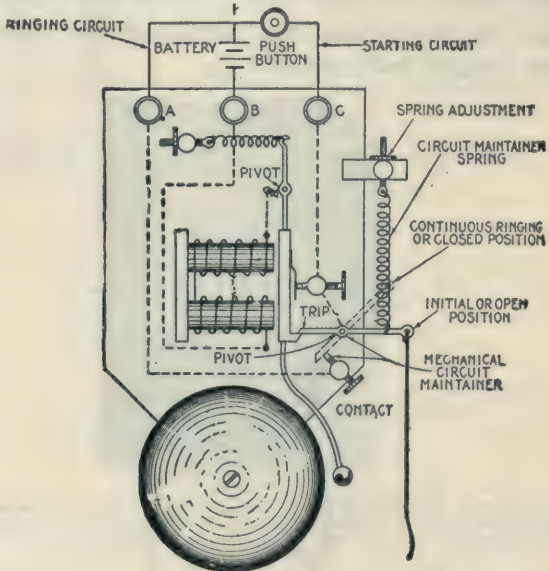 RINGING CIRCUIT
BATTERY
PUSH
BUTTON
STARTING CIRCUIT
A
B
C
SPRING ADJUSTMENT
CIRCUIT MAINTAINER
SPRING
PIVOT
CONTINUOUS RINGING
OR CLOSED POSITION
TRIP
INITIAL OR OPEN
POSITION
PIVOT
MECHANICAL
CIRCUIT
MAINTAINER
CONTACT